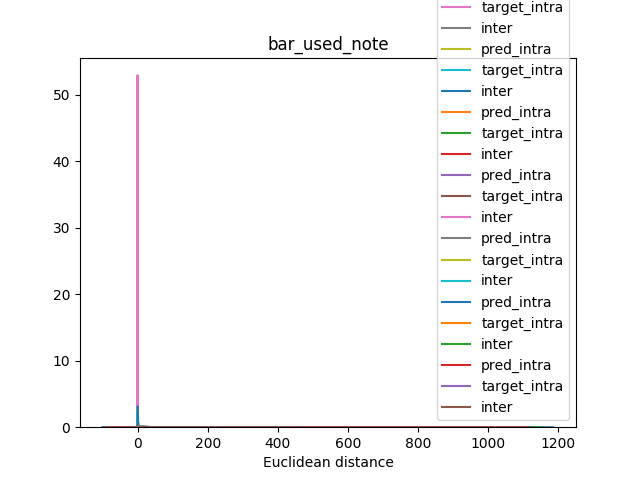 target_intra
inter
bar_used_note
pred_intra
target_intra
inter
pred_intra
target_intra
inter
pred_intra
target_intra
inter
pred_intra
target_intra
inter
pred_intra
target_intra
inter
pred_intra
target_intra
inter
50
40
30
20
10
0
0 200 400 600 800 1000 1200
Euclidean distance